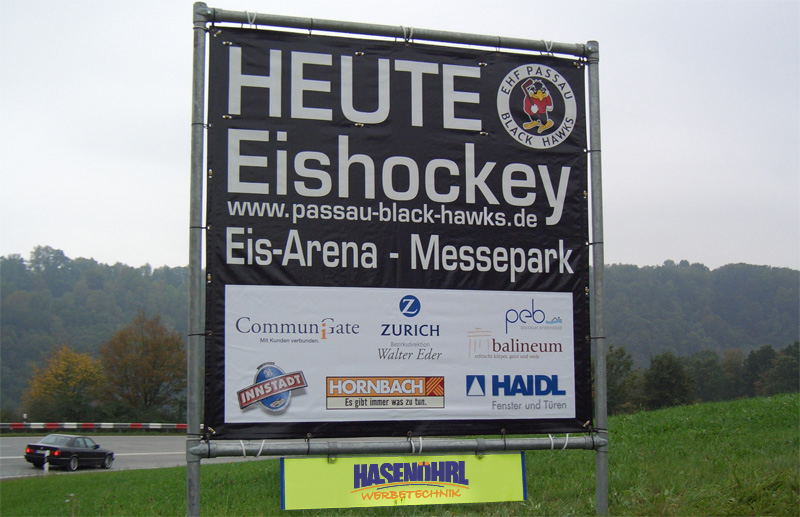 HEUTE
EHF PASSAU
BLACK HAWKS
Eishockey
www.passau-black-hawks.de
Eis-Arena - Messepark
CommuniGate
Mit Kunden verbunden.
Z
ZURICH
Bezirksdirektion
Walter Eder
peb
balineum
INNSTADT
HORNBACH
Es gibt immer was zu tun.
HAIDL
Fenster und Türen
HASENÖHRL
WERBETECHNIK